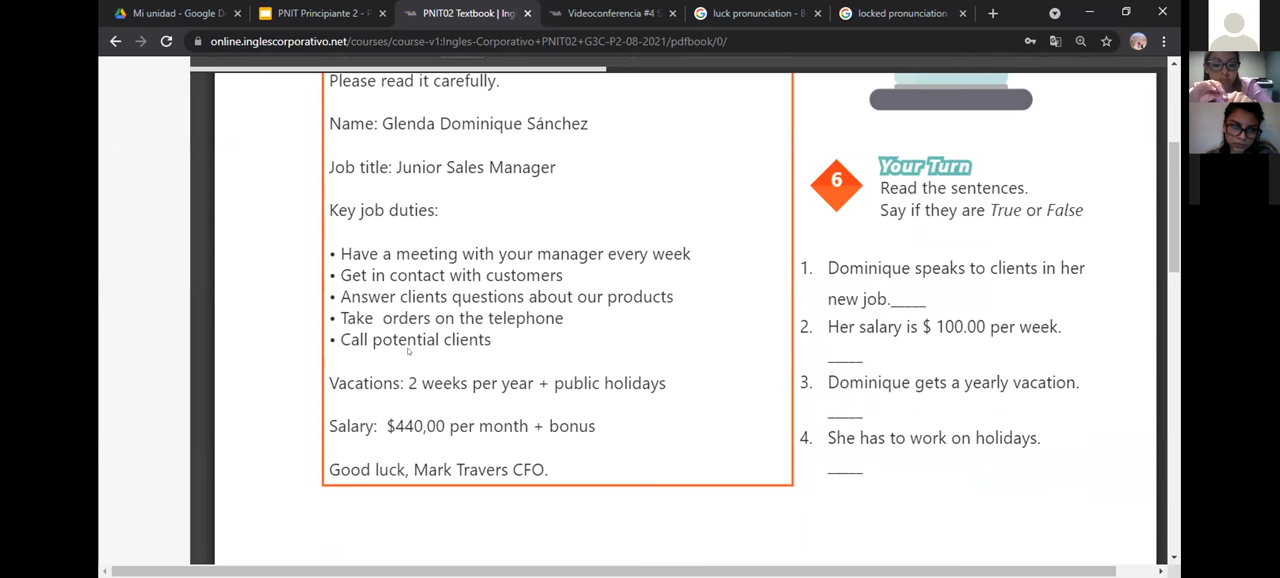 Mi unidad - Google D
PNIT Principiante 2 - P
PNIT02 Textbook | Ing
Videoconferencia #4 S
luck pronunciation - B
locked pronunciation
online.inglescorporativo.net/courses/course-v1:Ingles-Corporativo+PNIT02+G3C-P2-08-2021/pdfbook/0/
Please read it carefully.
Name: Glenda Dominique Sánchez
Job title: Junior Sales Manager
Key job duties:
• Have a meeting with your manager every week
• Get in contact with customers
• Answer clients questions about our products
• Take orders on the telephone
• Call potential clients
Vacations: 2 weeks per year + public holidays
Salary: $440,00 per month + bonus
Good luck, Mark Travers CFO.
6
Your Turn
Read the sentences.
Say if they are True or False
1. Dominique speaks to clients in her
new job._____
2. Her salary is $ 100.00 per week.
_____
3. Dominique gets a yearly vacation.
_____
4. She has to work on holidays.
_____